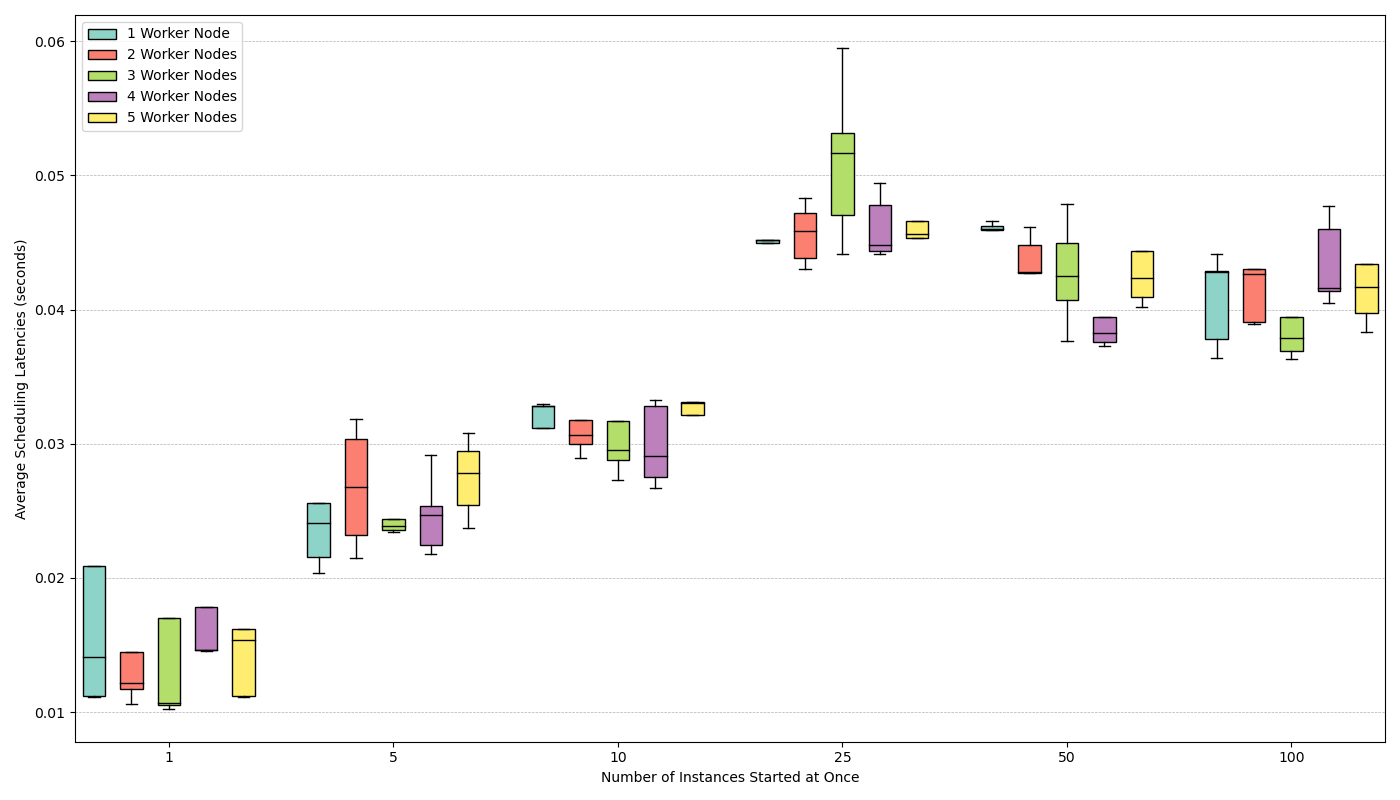 1 Worker Node
2 Worker Nodes
3 Worker Nodes
4 Worker Nodes
5 Worker Nodes
0.06
0.05
0.04
0.03
0.02
0.01
Average Scheduling Latencies (seconds)
1 5 10 25 50 100
Number of Instances Started at Once